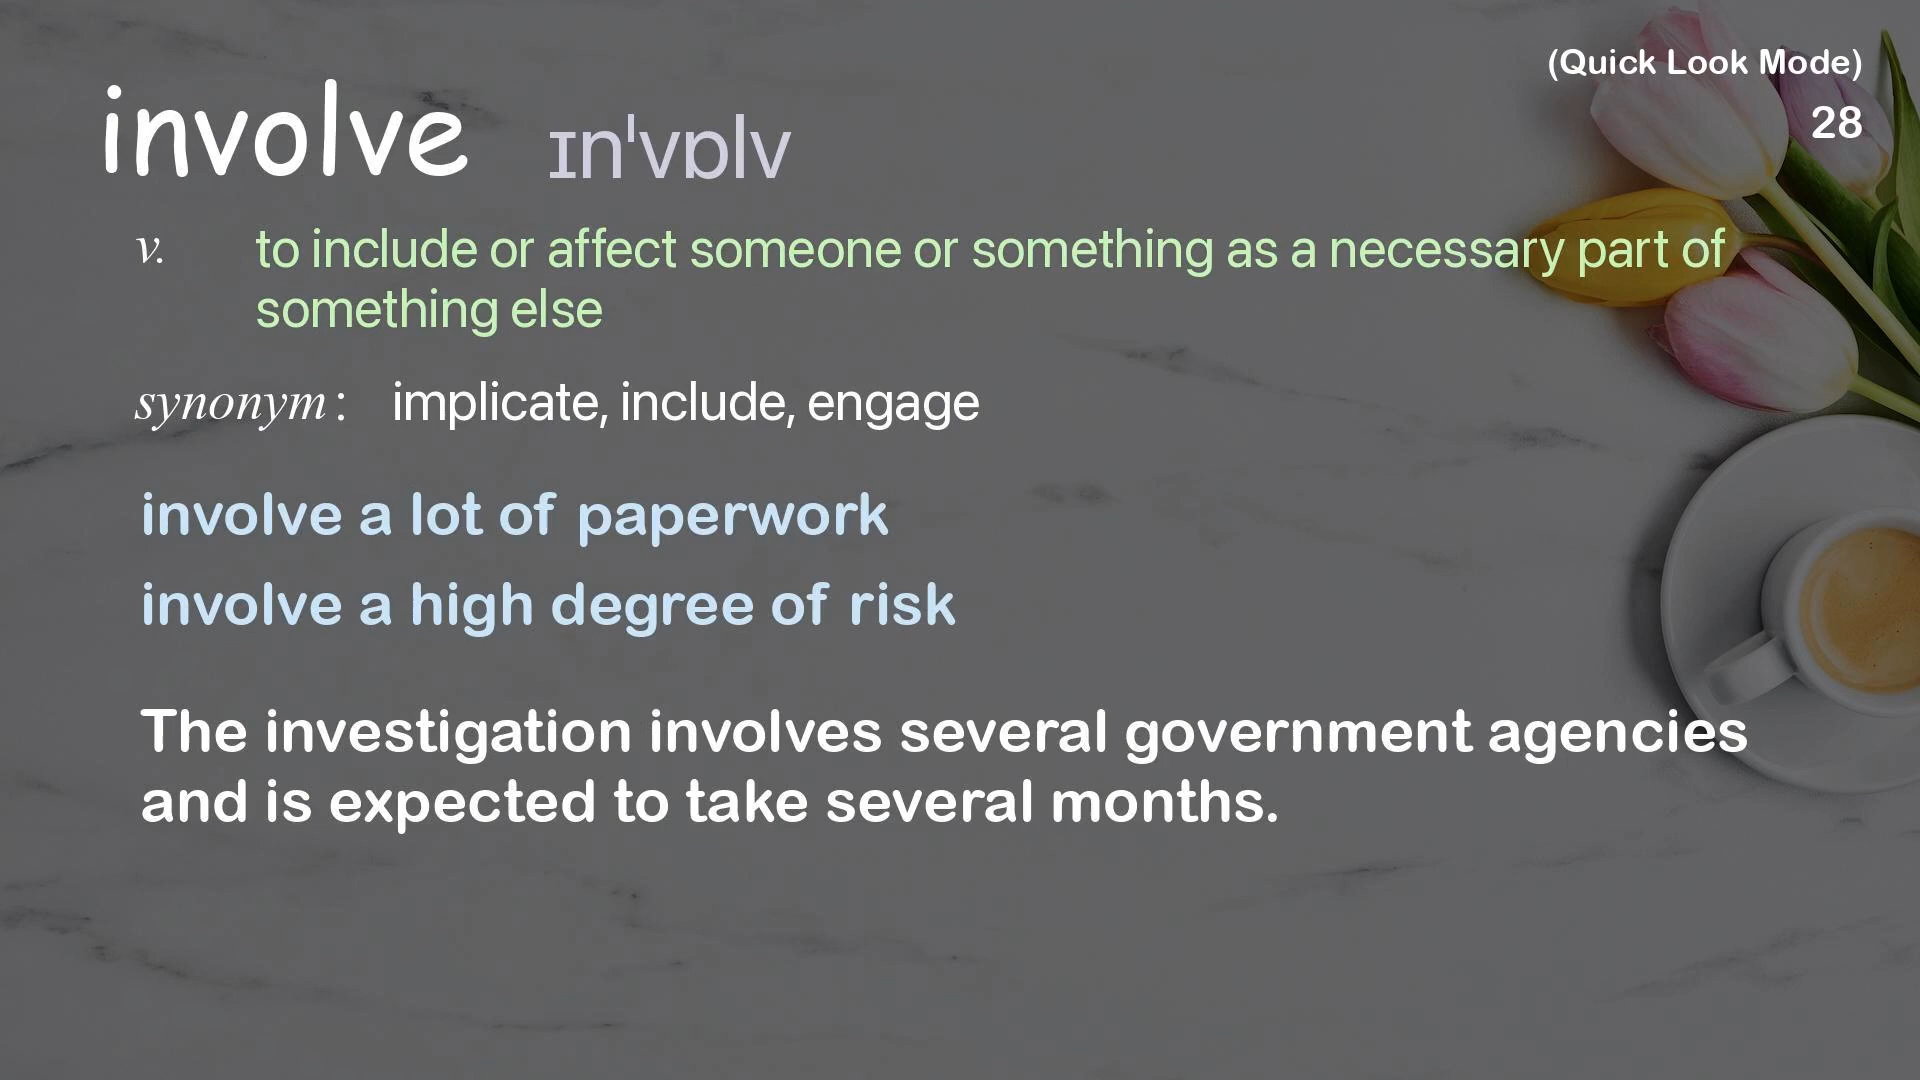 (Quick Look Mode)
28
involve ɪnˈvɒlv
v. to include or affect someone or something as a necessary part of
something else
synonym: implicate, include, engage
involve a lot of paperwork
involve a high degree of risk
The investigation involves several government agencies
and is expected to take several months.